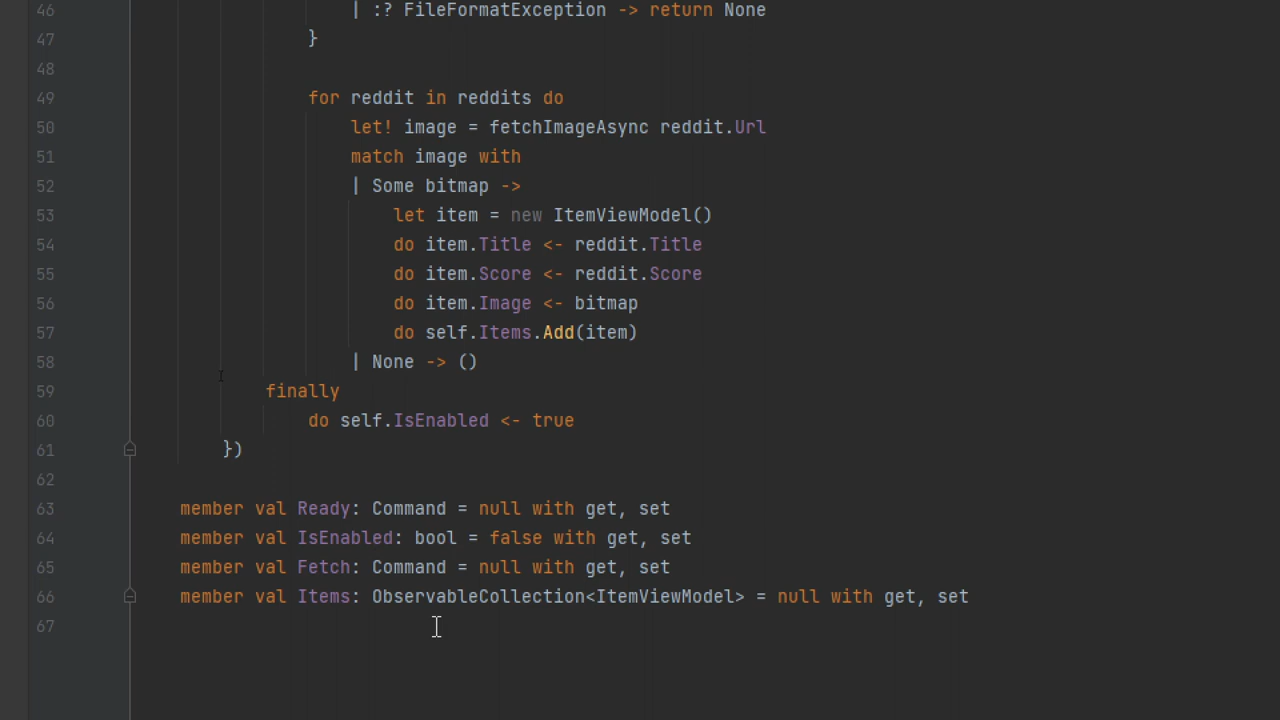 46 | :? FileFormatException -> return None
47 }
48
49 for reddit in reddits do
50 let! image = fetchImageAsync reddit.Url
51 match image with
52 | Some bitmap ->
53 let item = new ItemViewModel()
54 do item.Title <- reddit.Title
55 do item.Score <- reddit.Score
56 do item.Image <- bitmap
57 do self.Items.Add(item)
58 | None -> ()
59 finally
60 do self.IsEnabled <- true
61 })
62
63 member val Ready: Command = null with get, set
64 member val IsEnabled: bool = false with get, set
65 member val Fetch: Command = null with get, set
66 member val Items: ObservableCollection<ItemViewModel> = null with get, set
67